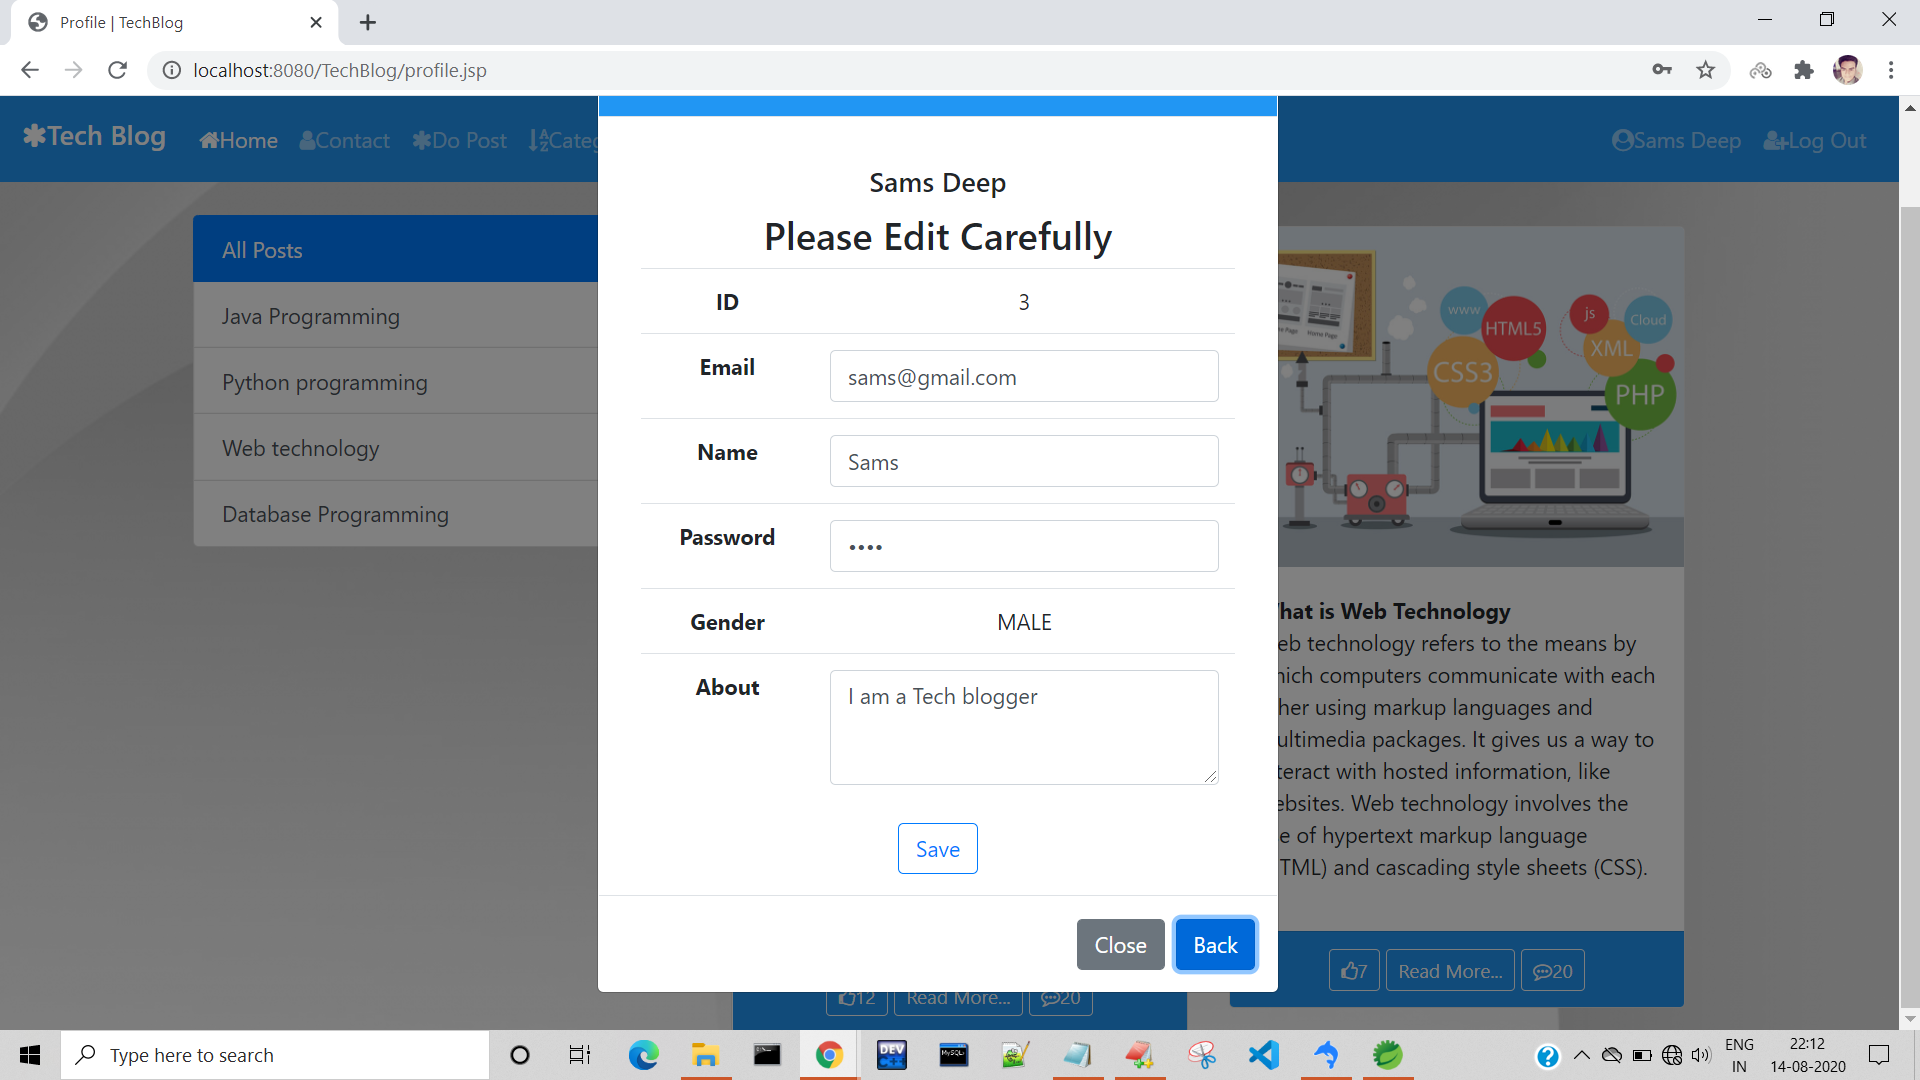 Profile | TechBlog
localhost:8080/TechBlog/profile.jsp
Tech Blog
Home
Contact
Do Post
Sams Deep
Log Out
All Posts
Java Programming
Python programming
Web technology
Database Programming
Sams Deep
Please Edit Carefully
ID 3
Email sams@gmail.com
Name Sams
Password ••••
Gender MALE
About I am a Tech blogger
Save
Close Back
www
HTML5
js
Cloud
XML
CSS3
PHP
hat is Web Technology
eb technology refers to the means by
hich computers communicate with each
her using markup languages and
ultimedia packages. It gives us a way to
teract with hosted information, like
ebsites. Web technology involves the
e of hypertext markup language
TML) and cascading style sheets (CSS).
7 Read More... 20
12 Read More... 20
Type here to search
DEV
MySQL
ENG
IN
22:12
14-08-2020